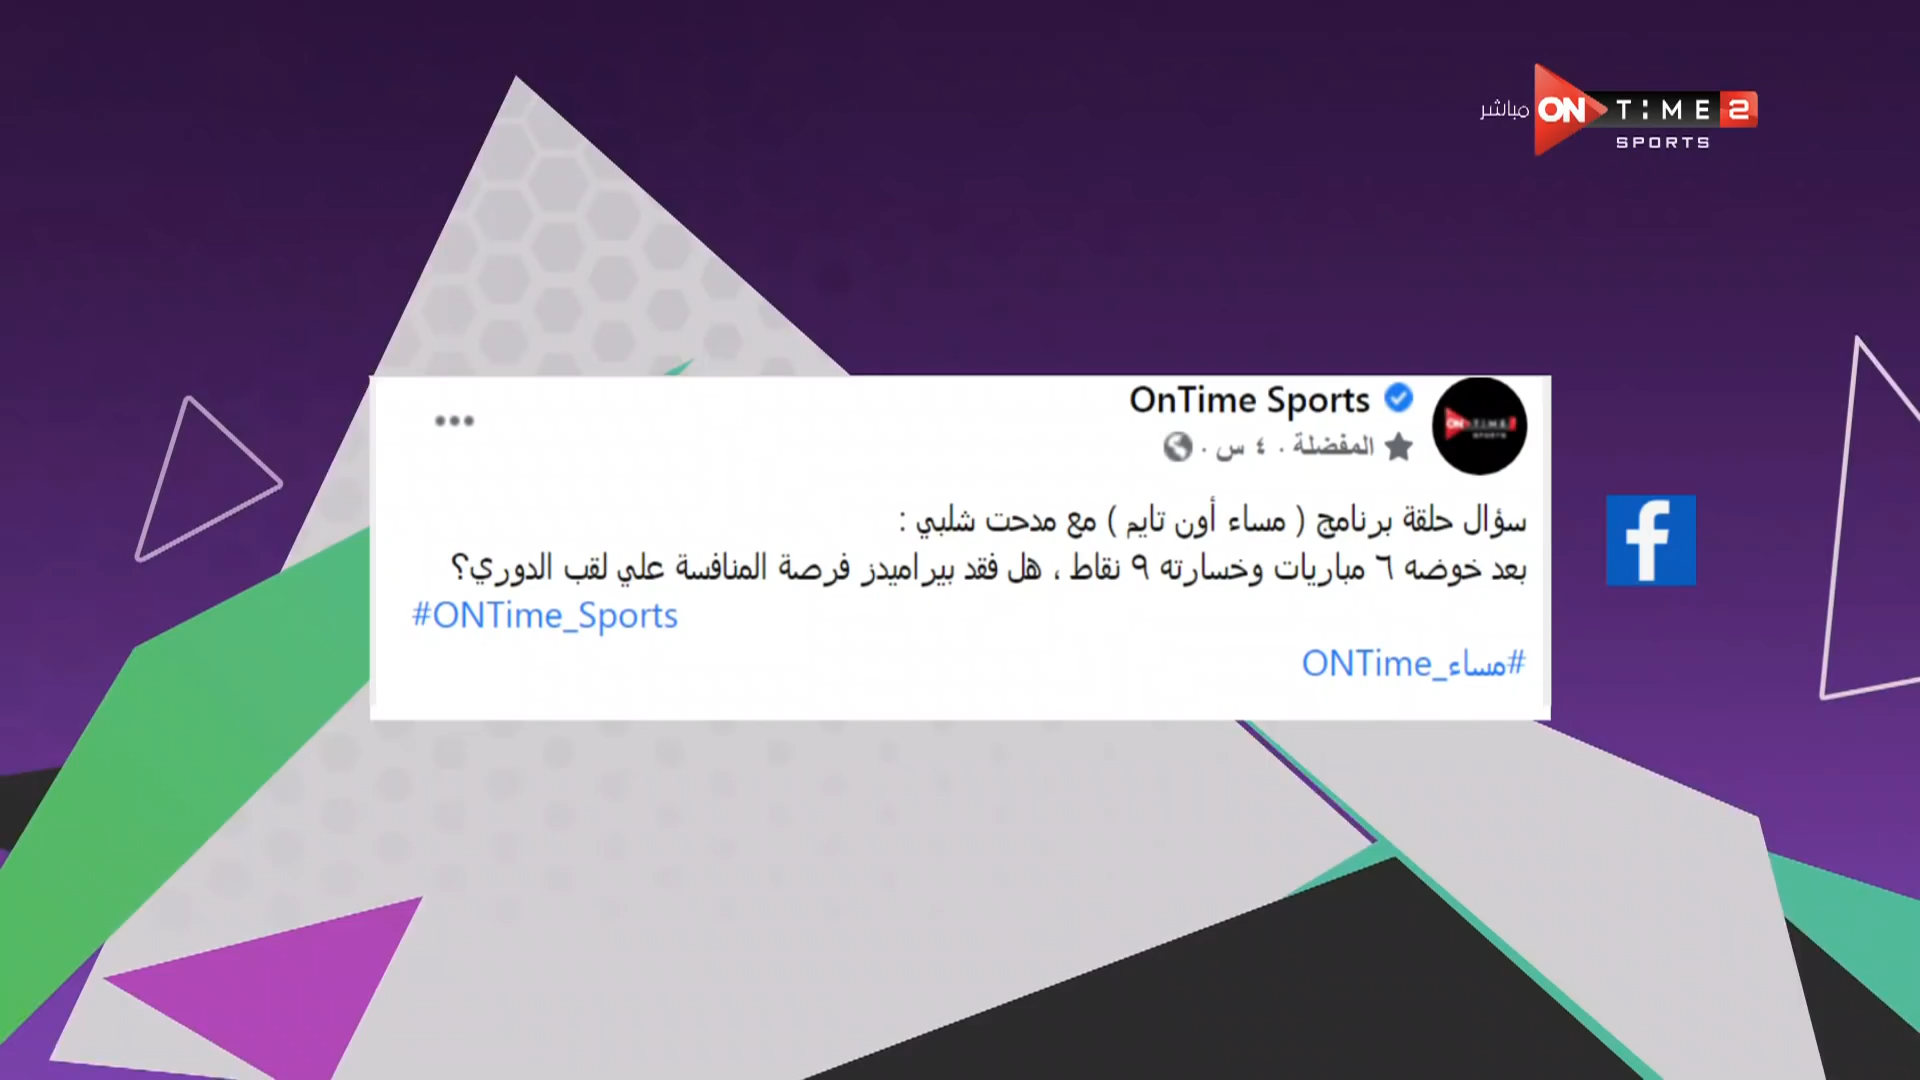 مباشر ON TIME 2
SPORTS
OnTime Sports
المفضلة · ٤ س ·
سؤال حلقة برنامج ( مساء أون تايم ) مع مدحت شلبي :
بعد خوضه ٦ مباريات وخسارته ٩ نقاط ، هل فقد بيراميدز فرصة المنافسة علي لقب الدوري؟
#ONTime_Sports
#مساء_ONTime